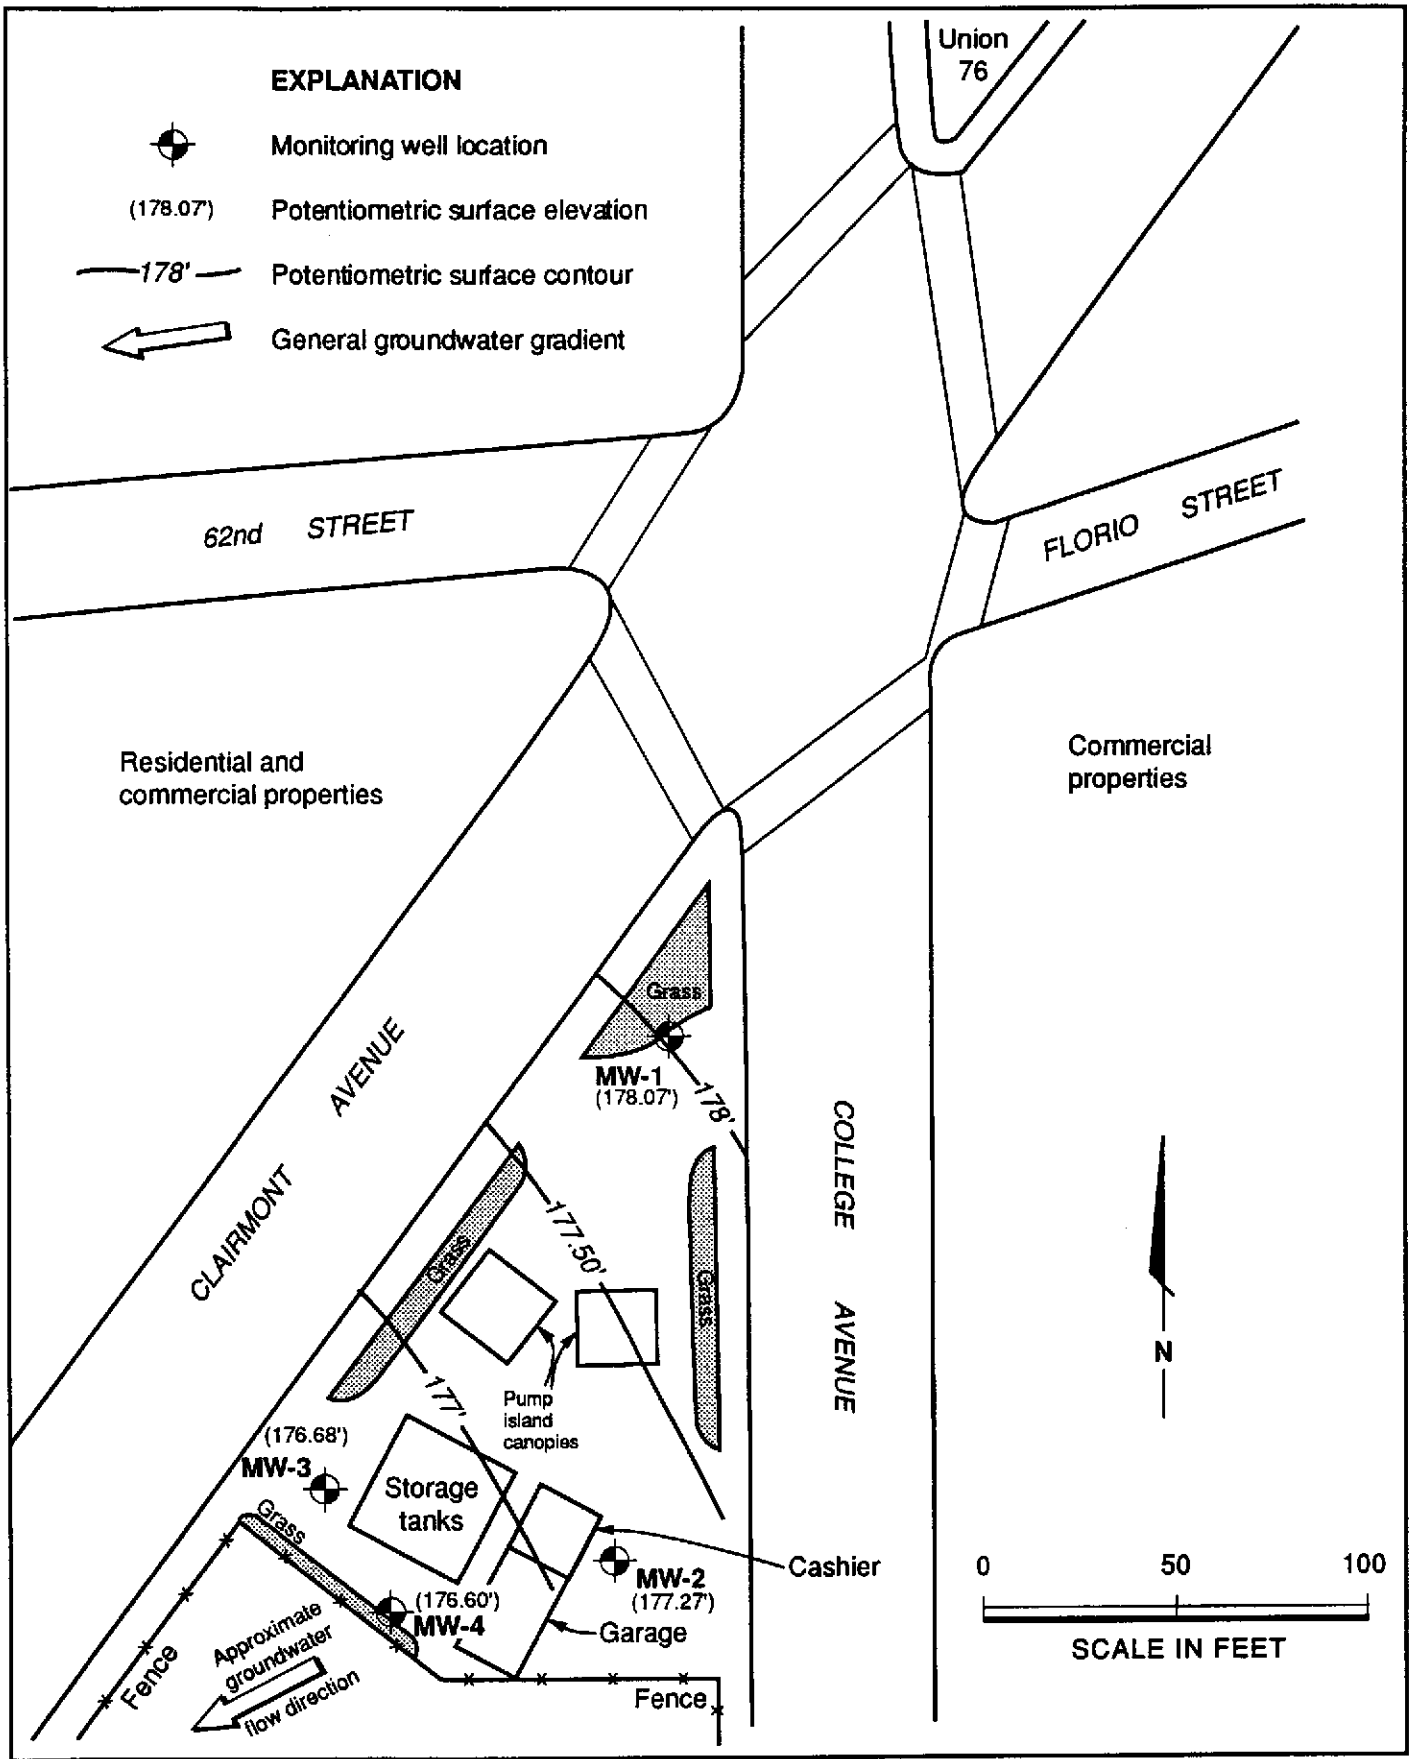 EXPLANATION
Monitoring well location
(178.07') Potentiometric surface elevation
178' Potentiometric surface contour
General groundwater gradient
Union
76
62nd STREET
FLORIO STREET
Residential and
commercial properties
Commercial
properties
CLAIRMONT AVENUE
COLLEGE AVENUE
Grass
MW-1
(178.07')
178'
177.50'
Grass
Grass
177'
Pump
island
canopies
(176.68')
MW-3
Storage
tanks
Grass
Cashier
MW-2
(177.27')
(176.60')
MW-4
Garage
Approximate
groundwater
flow direction
Fence
Fence
N
0 50 100
SCALE IN FEET